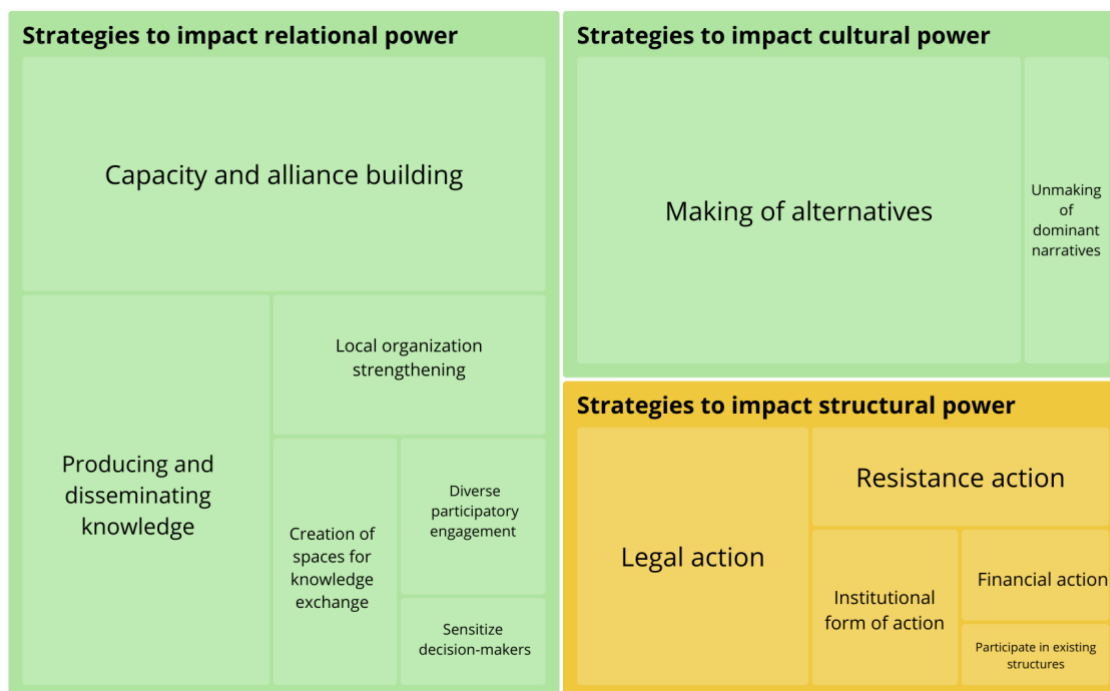 Strategies to impact relational power
Capacity and alliance building
Producing and
disseminating
knowledge
Local organization
strengthening
Creation of
spaces for
knowledge
exchange
Diverse
participatory
engagement
Sensitize
decision-makers
Strategies to impact cultural power
Making of alternatives
Unmaking
of
dominant
narratives
Strategies to impact structural power
Legal action
Resistance action
Institutional
form of action
Financial action
Participate in existing
structures